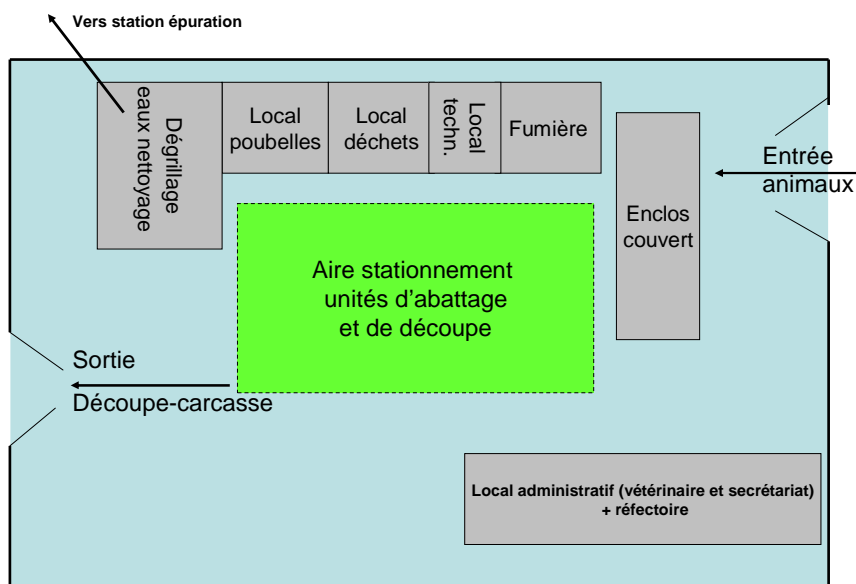 Vers station épuration
Dégrillage
eaux nettoyage
Local
poubelles
Local
déchets
Local
techn.
Fumière
Entrée
animaux
Enclos
couvert
Aire stationnement
unités d’abattage
et de découpe
Sortie
Découpe-carcasse
Local administratif (vétérinaire et secrétariat)
+ réfectoire